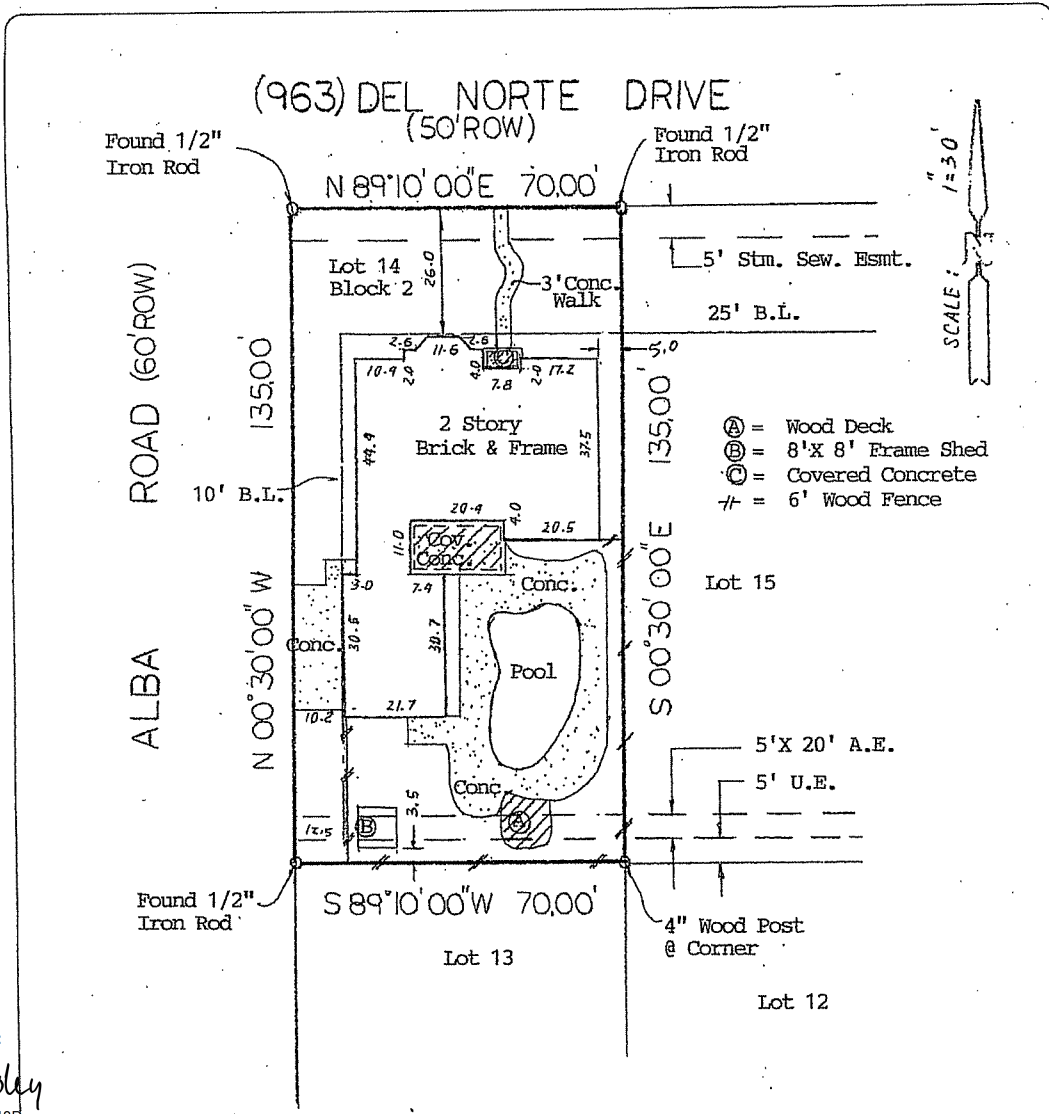 (963) DEL NORTE DRIVE
(50'ROW)
Found 1/2"
Iron Rod
Found 1/2"
Iron Rod
N 89°10'00"E 70.00'
SCALE: 1"=30'
Lot 14
Block 2
26.0
3' Conc.
Walk
5' Stm. Sew. Esmt.
25' B.L.
ALBA ROAD (60'ROW)
N 00°30'00" W 135.00'
2.6
11.6
2.6
10.9
2.0
4.0
C
7.8
2.0
17.2
5.0
2 Story
Brick & Frame
49.9
37.5
10' B.L.
S 00°30'00"E 135.00'
A = Wood Deck
B = 8'X 8' Frame Shed
C = Covered Concrete
-//- = 6' Wood Fence
20.4
4.0
20.5
11.0
Cov.
Conc.
3.0
7.4
Conc.
Lot 15
30.5
30.7
Conc.
Pool
10.2
21.7
Conc.
5'X 20' A.E.
5' U.E.
12.5
B
3.5
A
Found 1/2"
Iron Rod
S 89°10'00"W 70.00'
4" Wood Post
@ Corner
Lot 13
Lot 12